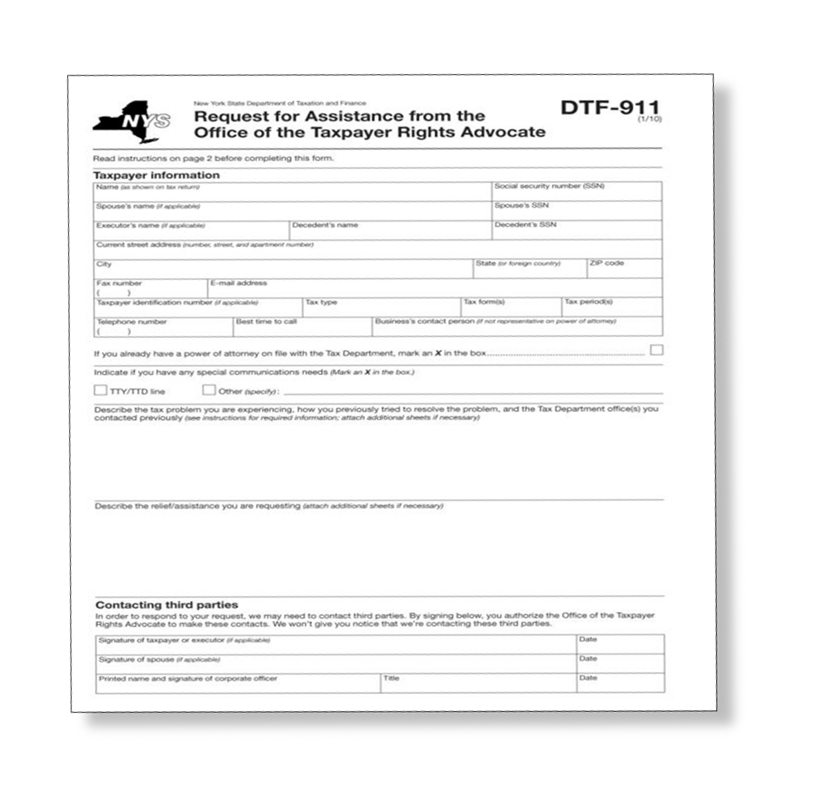 New York State Department of Taxation and Finance
NYS
Request for Assistance from the
Office of the Taxpayer Rights Advocate
DTF-911
(1/10)
Read instructions on page 2 before completing this form.
Taxpayer information
Name (as shown on tax return) Social security number (SSN)
Spouse's name (if applicable) Spouse's SSN
Executor's name (if applicable) Decedent's name Decedent's SSN
Current street address (number, street, and apartment number)
City State (or foreign country) ZIP code
Fax number E-mail address
( )
Taxpayer identification number (if applicable) Tax type Tax form(s) Tax period(s)
Telephone number Best time to call Business's contact person (if not representative on power of attorney)
( )
If you already have a power of attorney on file with the Tax Department, mark an X in the box
Indicate if you have any special communications needs (Mark an X in the box.)
TTY/TTD line Other (specify):
Describe the tax problem you are experiencing, how you previously tried to resolve the problem, and the Tax Department office(s) you
contacted previously (see instructions for required information; attach additional sheets if necessary)
Describe the relief/assistance you are requesting (attach additional sheets if necessary)
Contacting third parties
In order to respond to your request, we may need to contact third parties. By signing below, you authorize the Office of the Taxpayer
Rights Advocate to make these contacts. We won't give you notice that we're contacting these third parties.
Signature of taxpayer or executor (if applicable) Date
Signature of spouse (if applicable) Date
Printed name and signature of corporate officer Title Date